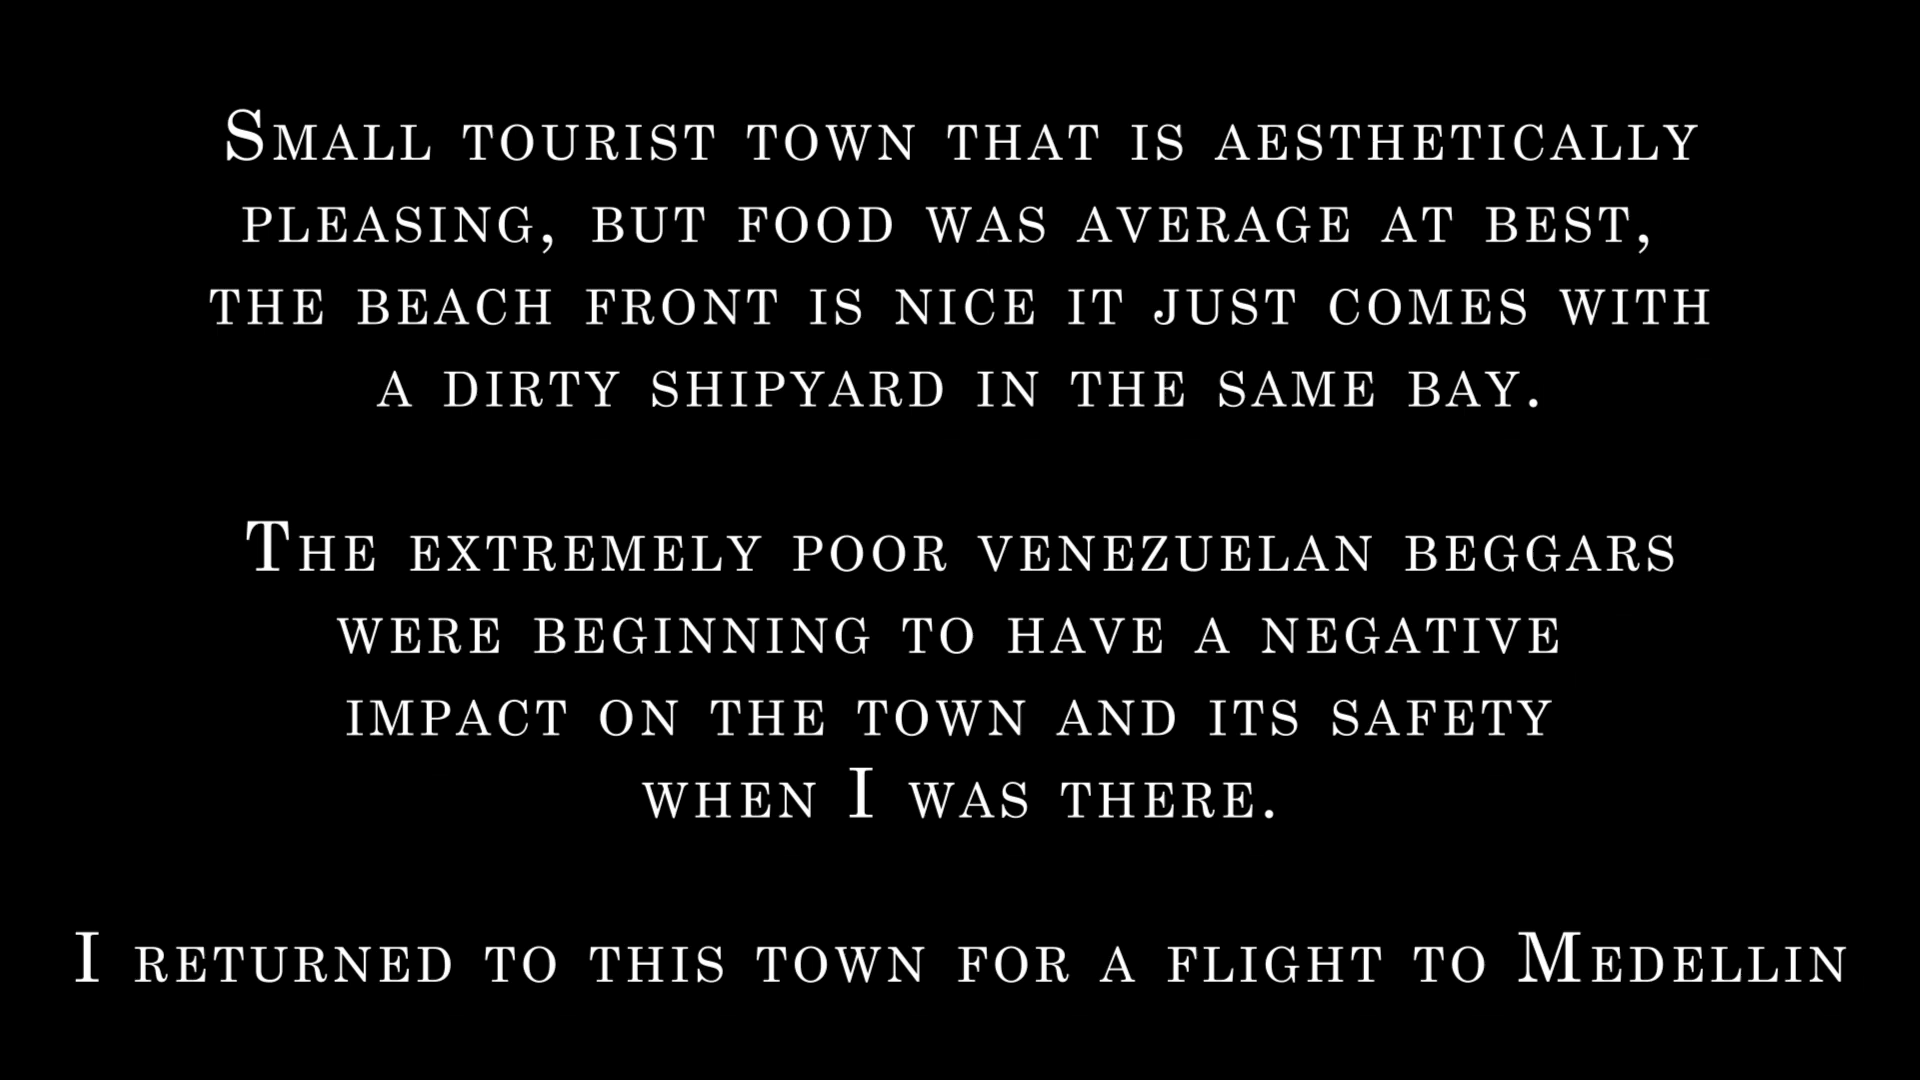 Small tourist town that is aesthetically
pleasing, but food was average at best,
the beach front is nice it just comes with
a dirty shipyard in the same bay.
The extremely poor venezuelan beggars
were beginning to have a negative
impact on the town and its safety
when I was there.
I returned to this town for a flight to Medellin